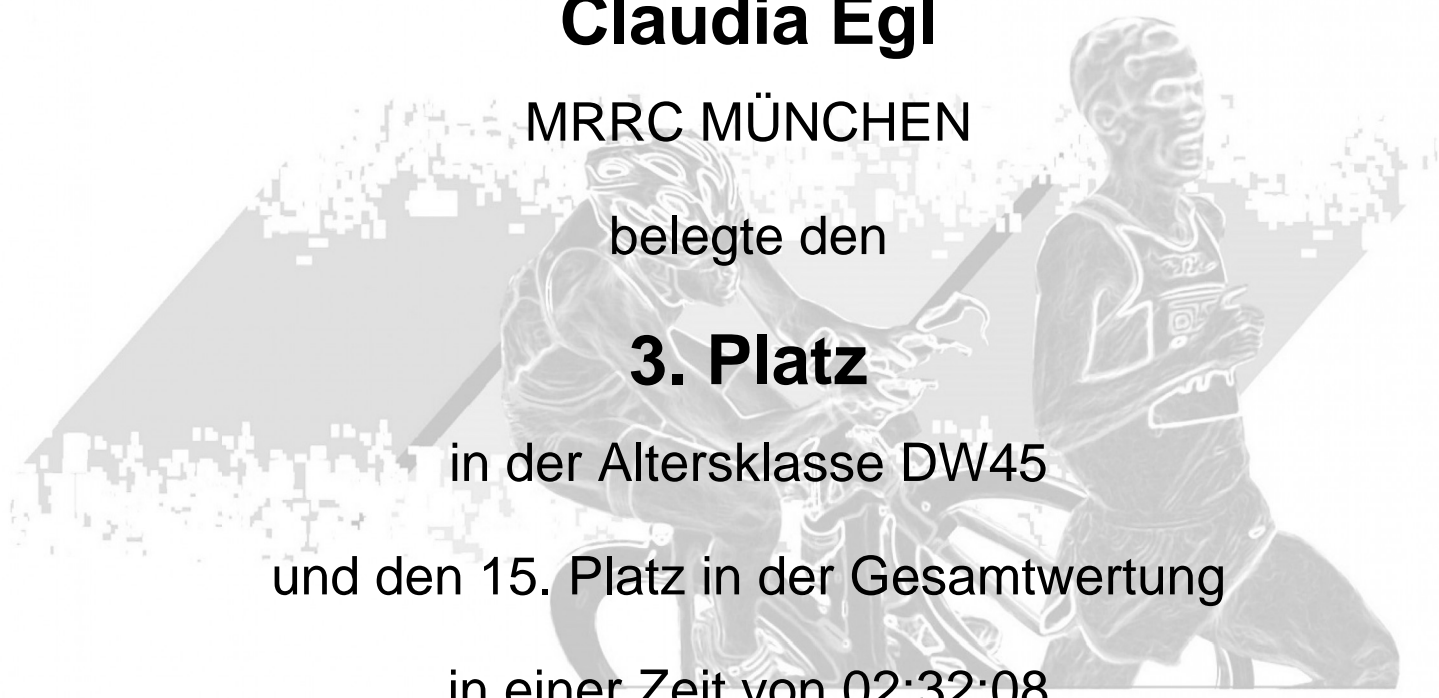 Claudia Egl
MRRC MÜNCHEN
belegte den
3. Platz
in der Altersklasse DW45
und den 15. Platz in der Gesamtwertung
in einer Zeit von 02:32:08